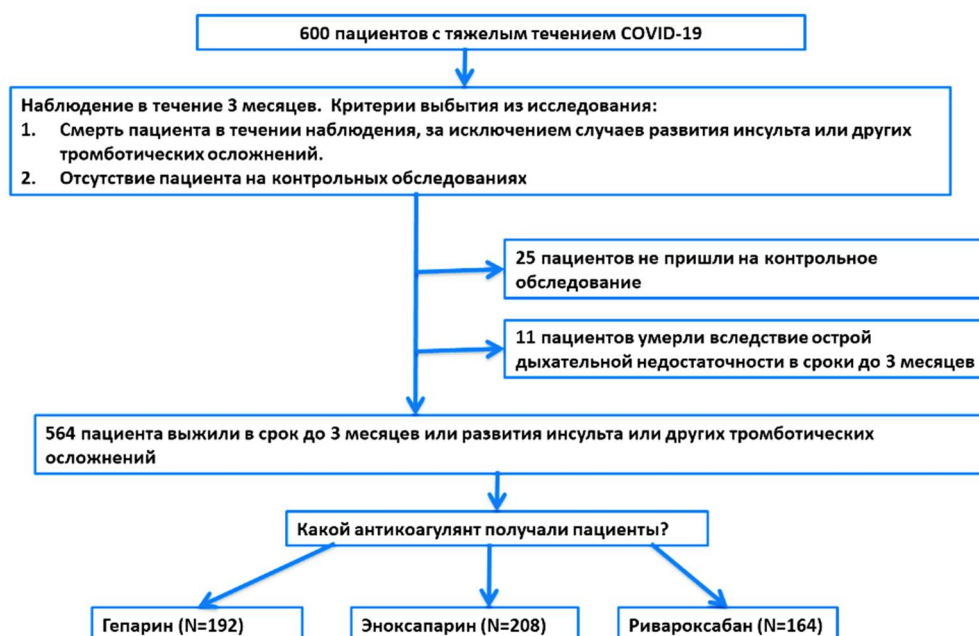 600 пациентов с тяжелым течением COVID-19
Наблюдение в течение 3 месяцев. Критерии выбытия из исследования:
1. Смерть пациента в течении наблюдения, за исключением случаев развития инсульта или других
тромботических осложнений.
2. Отсутствие пациента на контрольных обследованиях
25 пациентов не пришли на контрольное
обследование
11 пациентов умерли вследствие острой
дыхательной недостаточности в сроки до 3 месяцев
564 пациента выжили в срок до 3 месяцев или развития инсульта или других тромботических
осложнений
Какой антикоагулянт получали пациенты?
Гепарин (N=192)
Эноксапарин (N=208)
Ривароксабан (N=164)